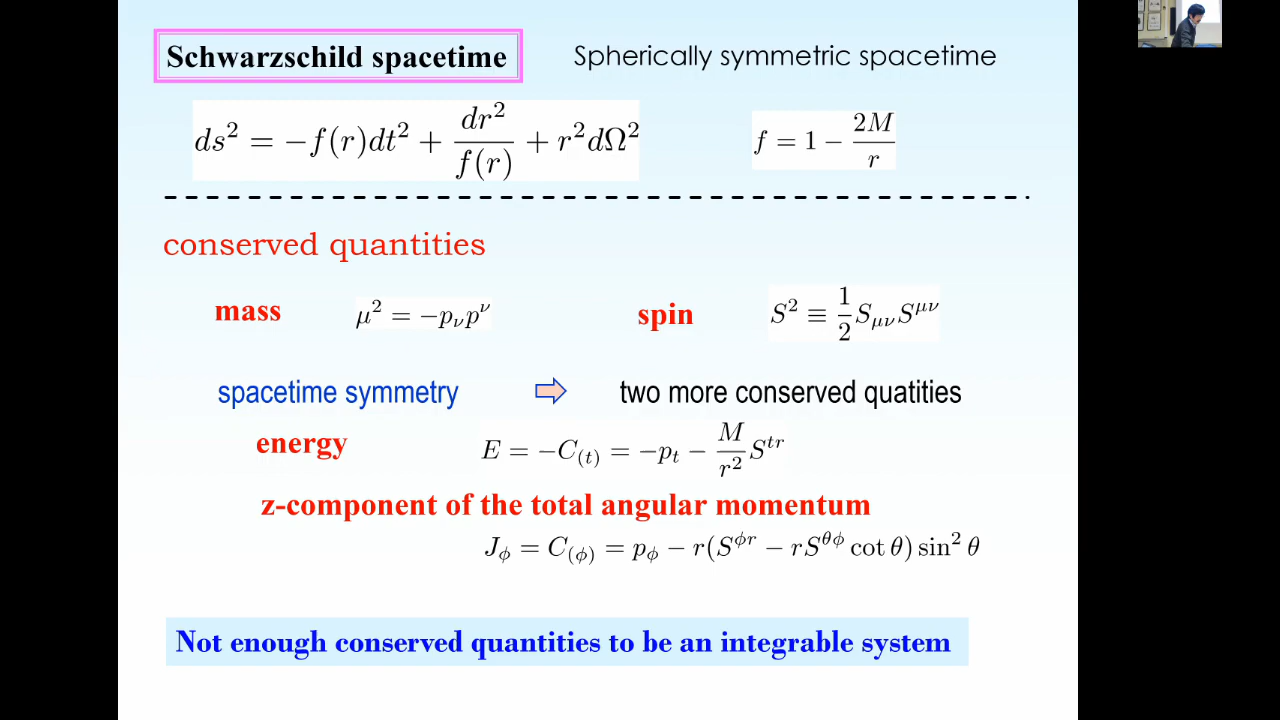 Schwarzschild spacetime
Spherically symmetric spacetime
ds² = −f(r)dt² + dr²/f(r) + r²dΩ²
f = 1 − 2M/r
conserved quantities
mass
μ² = −p_ν p^ν
spin
S² ≡ 1/2 S_{μν} S^{μν}
spacetime symmetry ⇨ two more conserved quatities
energy
E = −C_{(t)} = −p_t − M/r² S^{tr}
z-component of the total angular momentum
J_φ = C_{(φ)} = p_φ − r(S^{φr} − rS^{θφ} cot θ) sin² θ
Not enough conserved quantities to be an integrable system